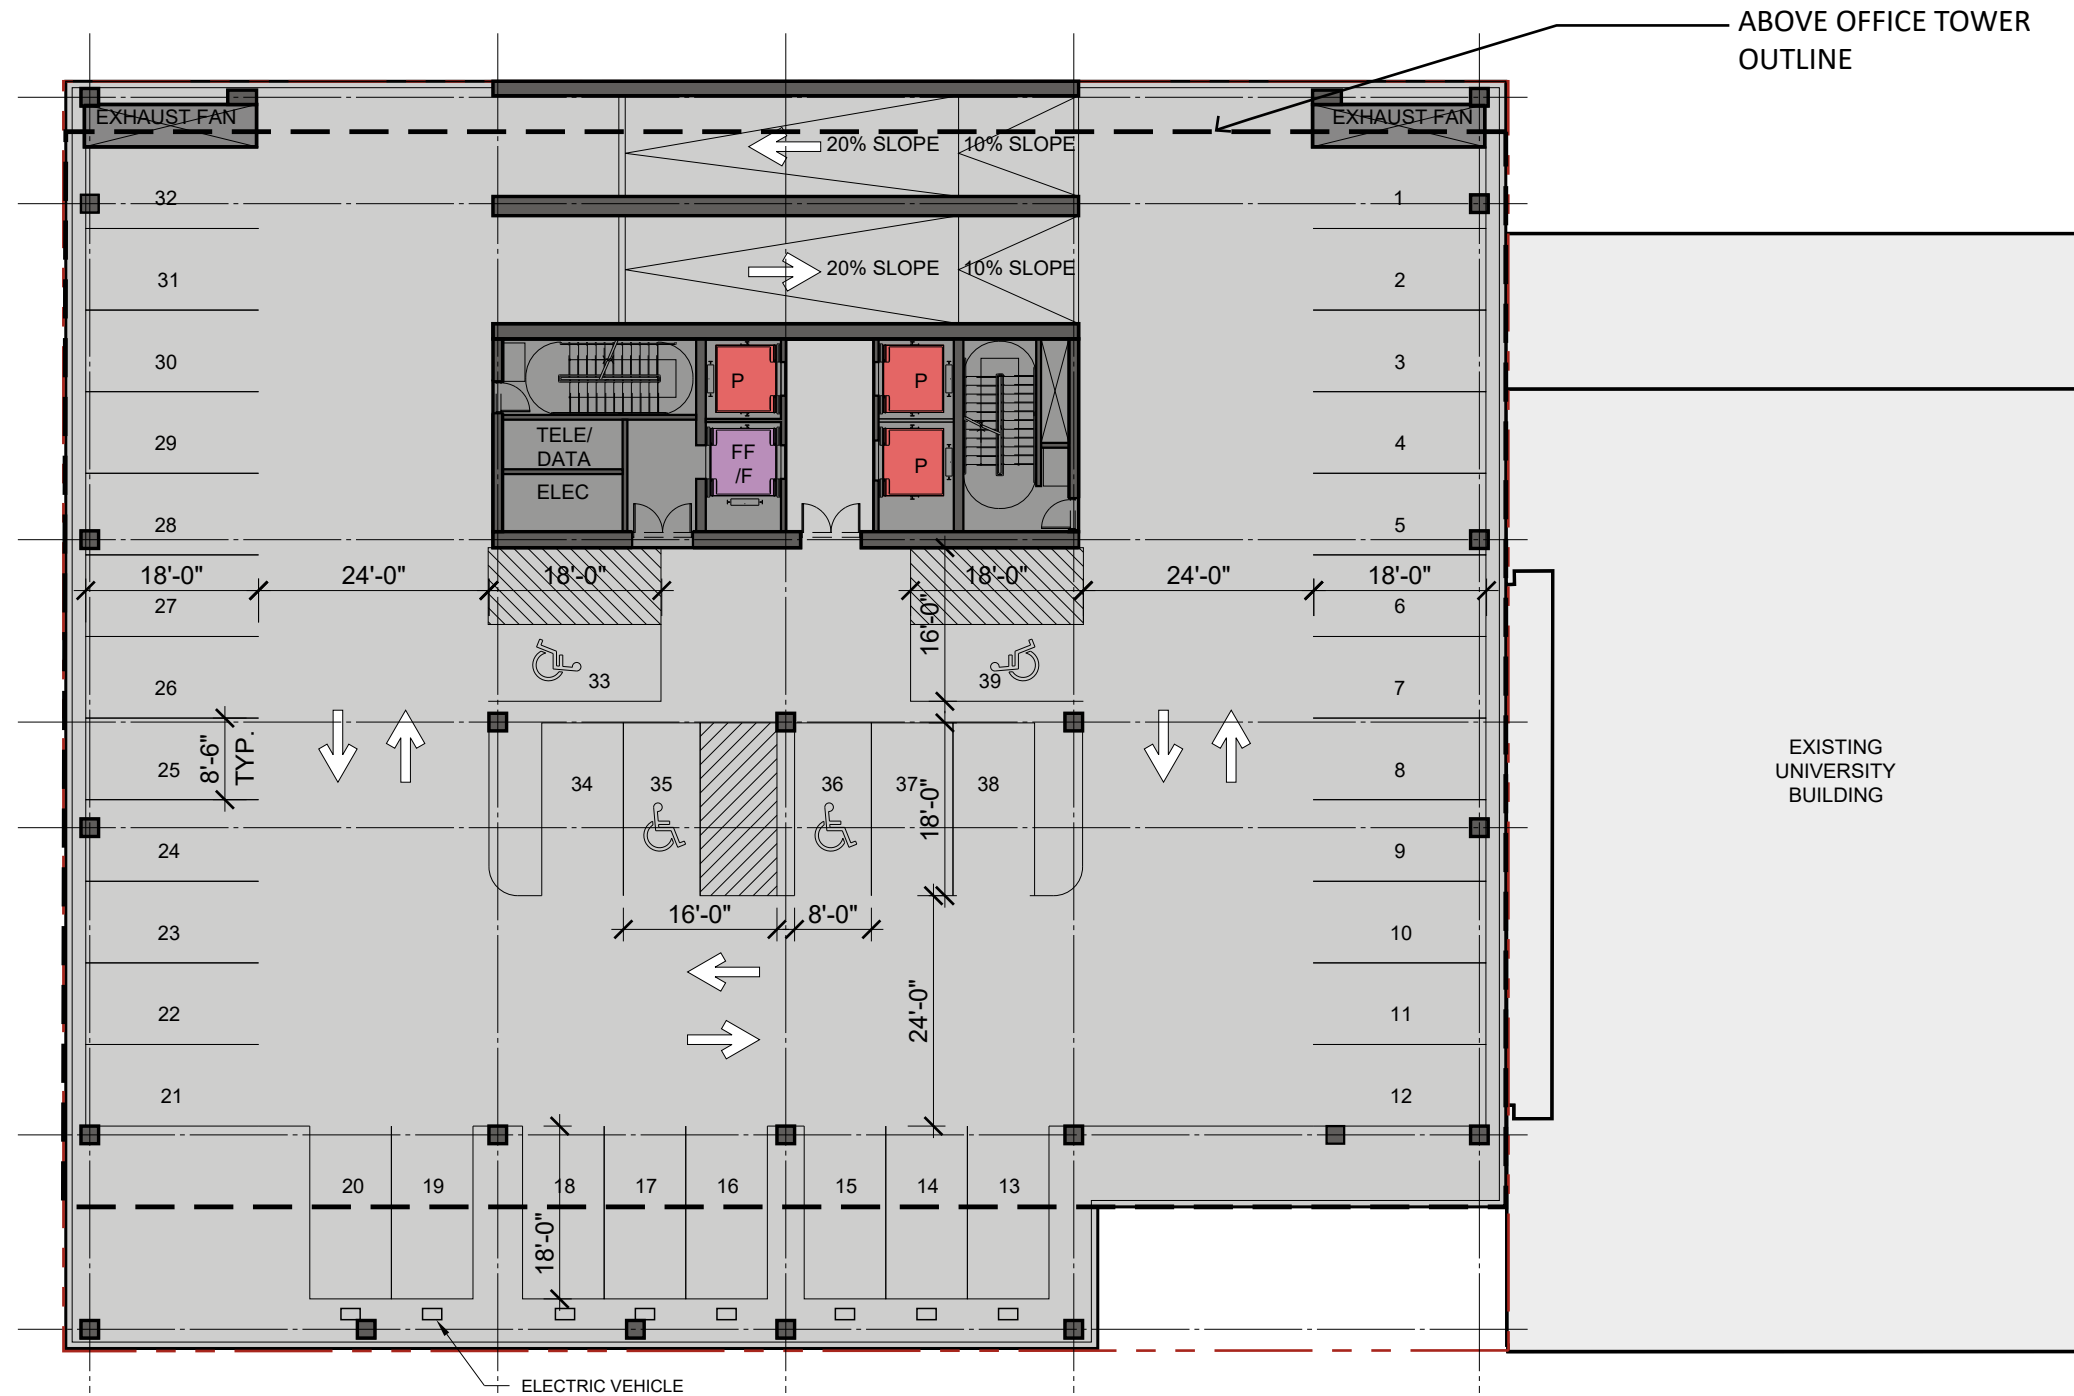 ABOVE OFFICE TOWER
OUTLINE
EXHAUST FAN
EXHAUST FAN
20% SLOPE
10% SLOPE
32
1
20% SLOPE
10% SLOPE
31
2
30
P
P
3
29
TELE/
DATA
FF
/F
P
4
ELEC
28
5
18'-0"
24'-0"
18'-0"
18'-0"
24'-0"
18'-0"
27
6
16'-0"
26
33
39
7
8'-6"
TYP.
25
34
35
36
37
38
8
18'-0"
EXISTING
UNIVERSITY
BUILDING
24
9
16'-0"
8'-0"
23
10
24'-0"
22
11
21
12
20
19
18
17
16
15
14
13
18'-0"
ELECTRIC VEHICLE